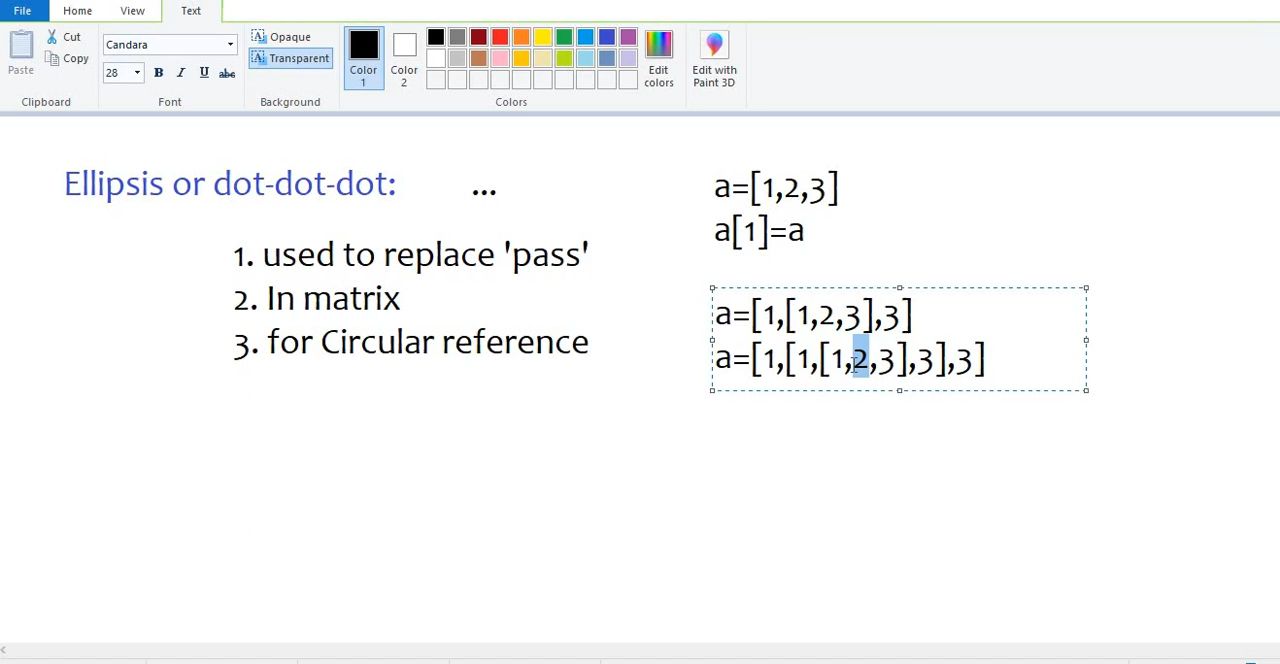 File Home View Text
Cut
Copy
Paste
Clipboard
Candara
28 B I U abc
Font
Opaque
Transparent
Background
Color 1
Color 2
Edit colors
Colors
Edit with Paint 3D
Ellipsis or dot-dot-dot: ...
1. used to replace 'pass'
2. In matrix
3. for Circular reference
a=[1,2,3]
a[1]=a
a=[1,[1,2,3],3]
a=[1,[1,[1,2,3],3],3]